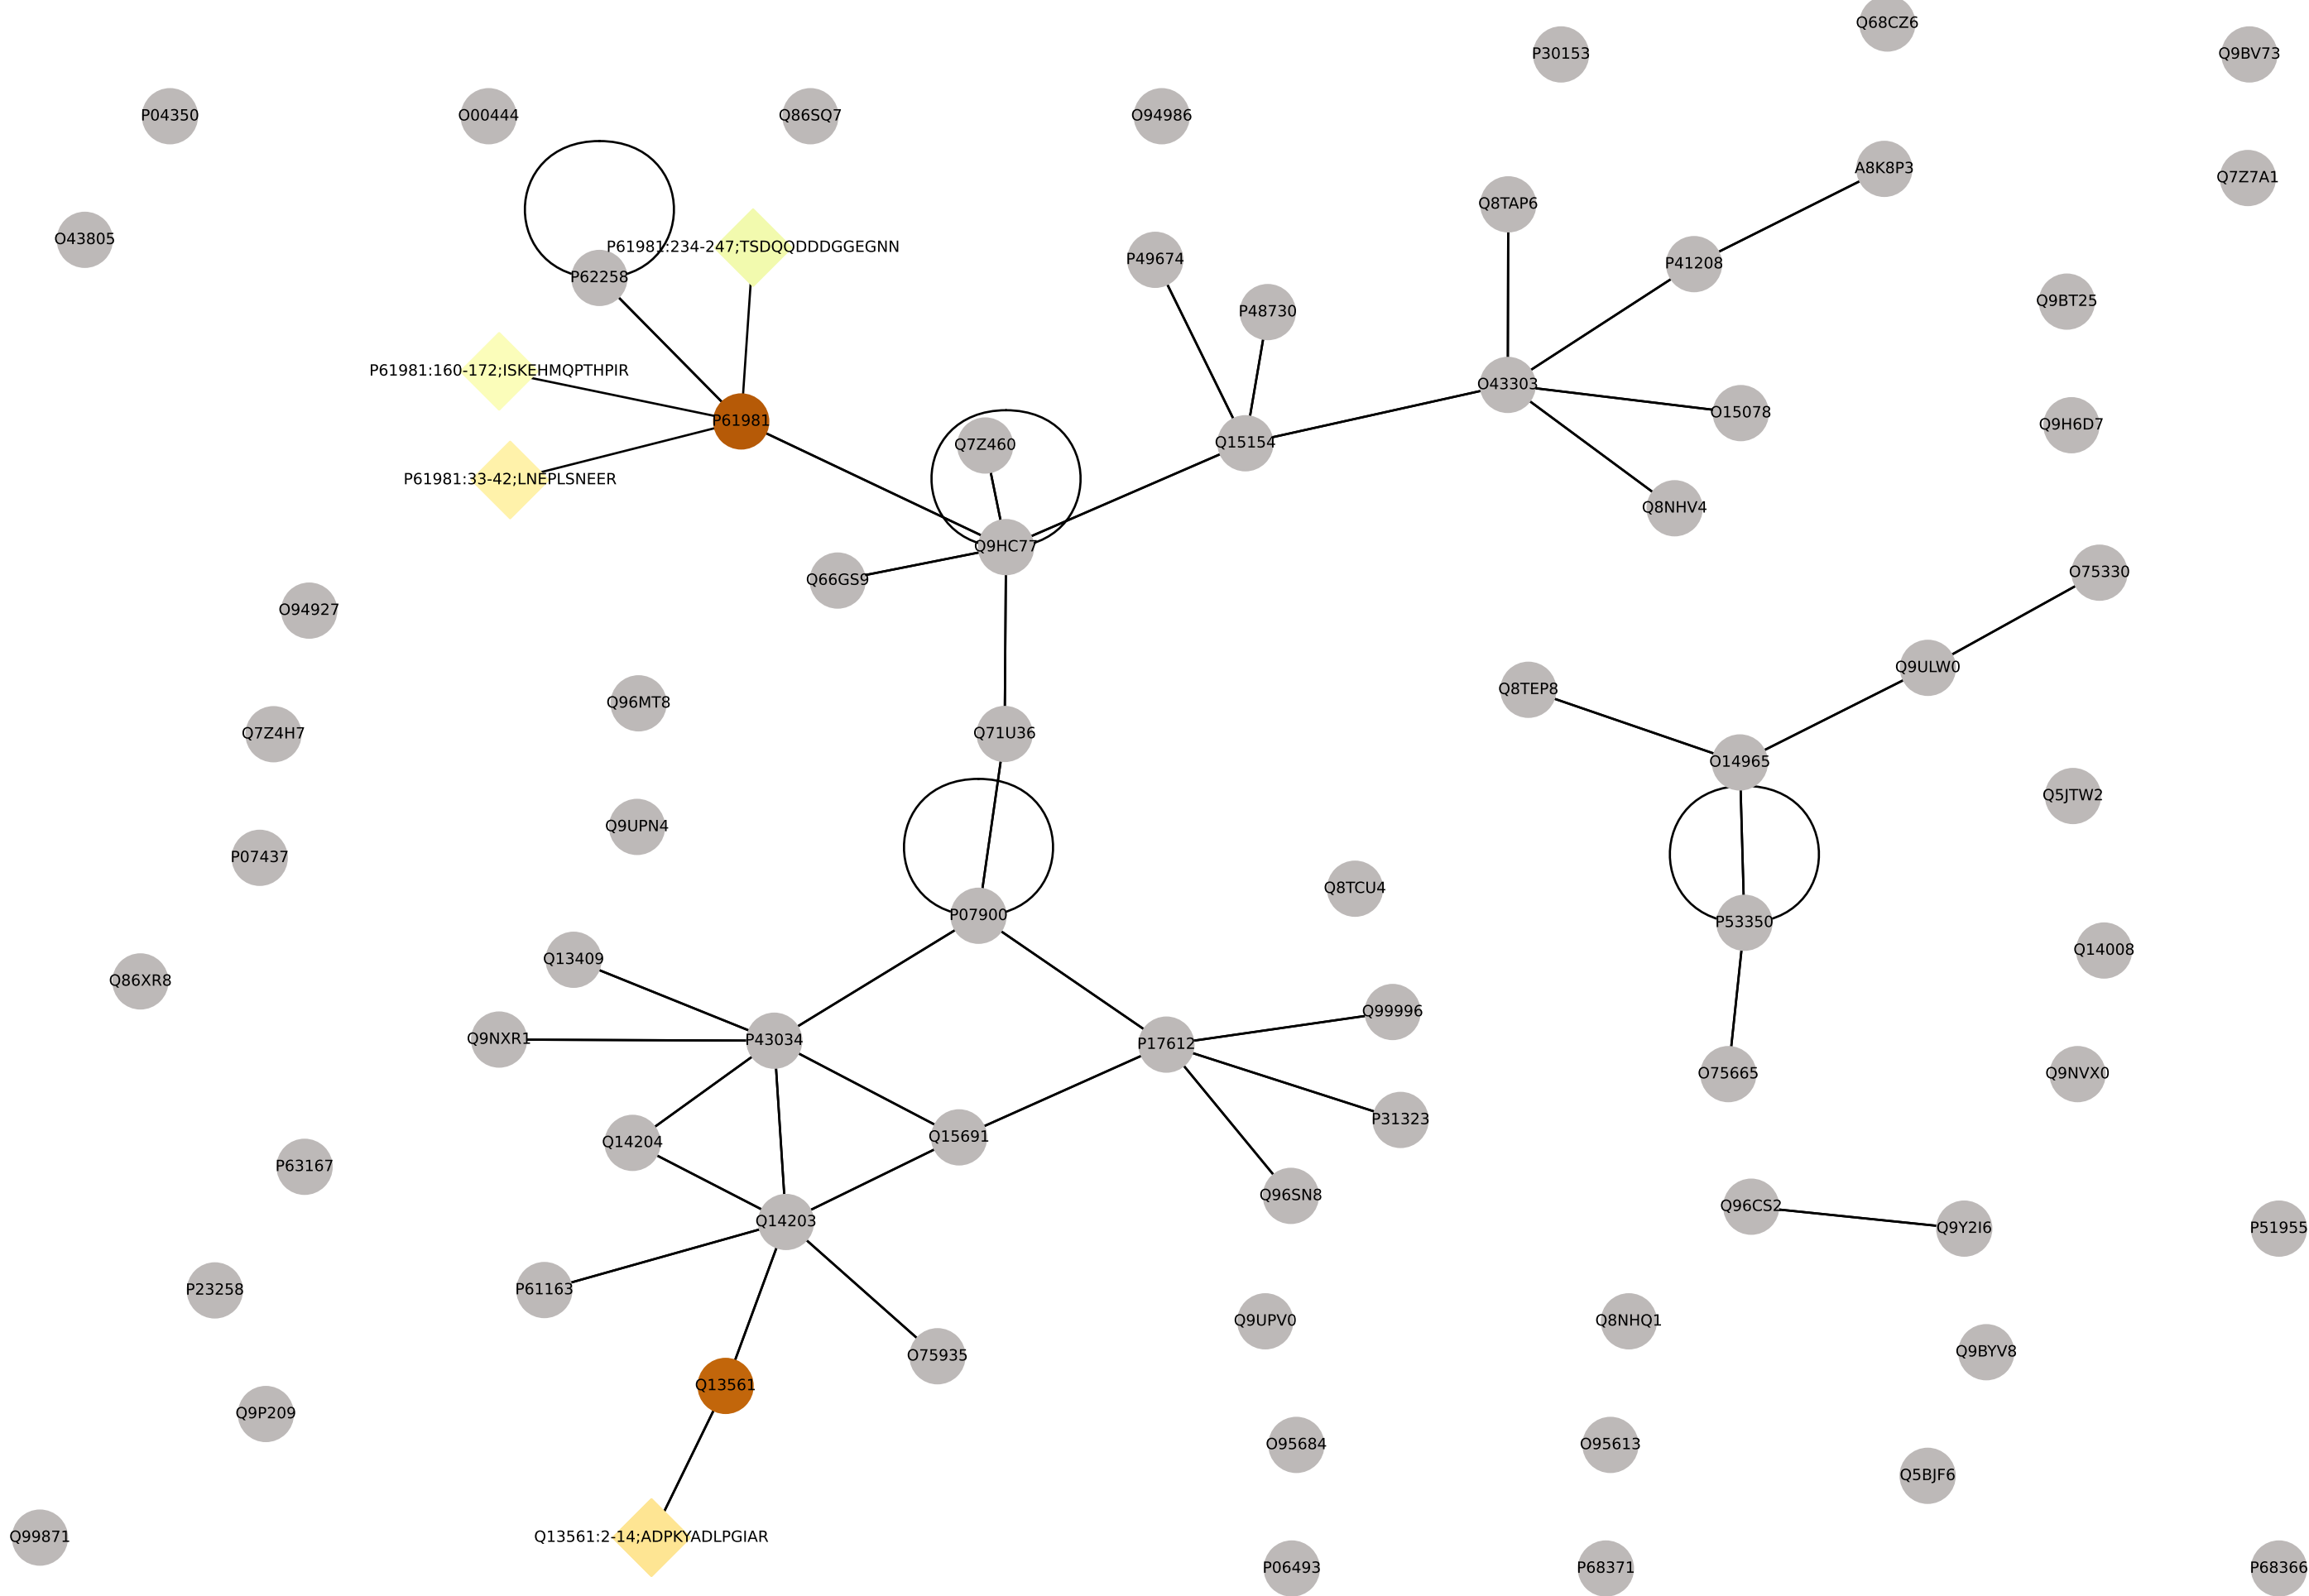 Q68CZ6
P30153
Q9BV73
P04350
O00444
Q86SQ7
O94986
A8K8P3
Q7Z7A1
Q8TAP6
O43805
P61981:234-247;TSDQQDDDGGEGNN
P49674
P41208
P62258
Q9BT25
P48730
P61981:160-172;ISKEHMQPTHPIR
O43303
O15078
P61981
Q9H6D7
Q15154
Q7Z460
P61981:33-42;LNEPLSNEER
Q8NHV4
Q9HC77
O75330
Q66GS9
O94927
Q9ULW0
Q8TEP8
Q96MT8
Q7Z4H7
Q71U36
O14965
Q5JTW2
Q9UPN4
P07437
Q8TCU4
P07900
P53350
Q14008
Q13409
Q86XR8
Q99996
Q9NXR1
P43034
P17612
O75665
Q9NVX0
P31323
Q15691
Q14204
P63167
Q96SN8
Q96CS2
Q14203
Q9Y2I6
P51955
P61163
P23258
Q9UPV0
Q8NHQ1
Q9BYV8
O75935
Q13561
Q9P209
O95684
O95613
Q5BJF6
Q99871
Q13561:2-14;ADPKYADLPGIAR
P06493
P68371
P68366